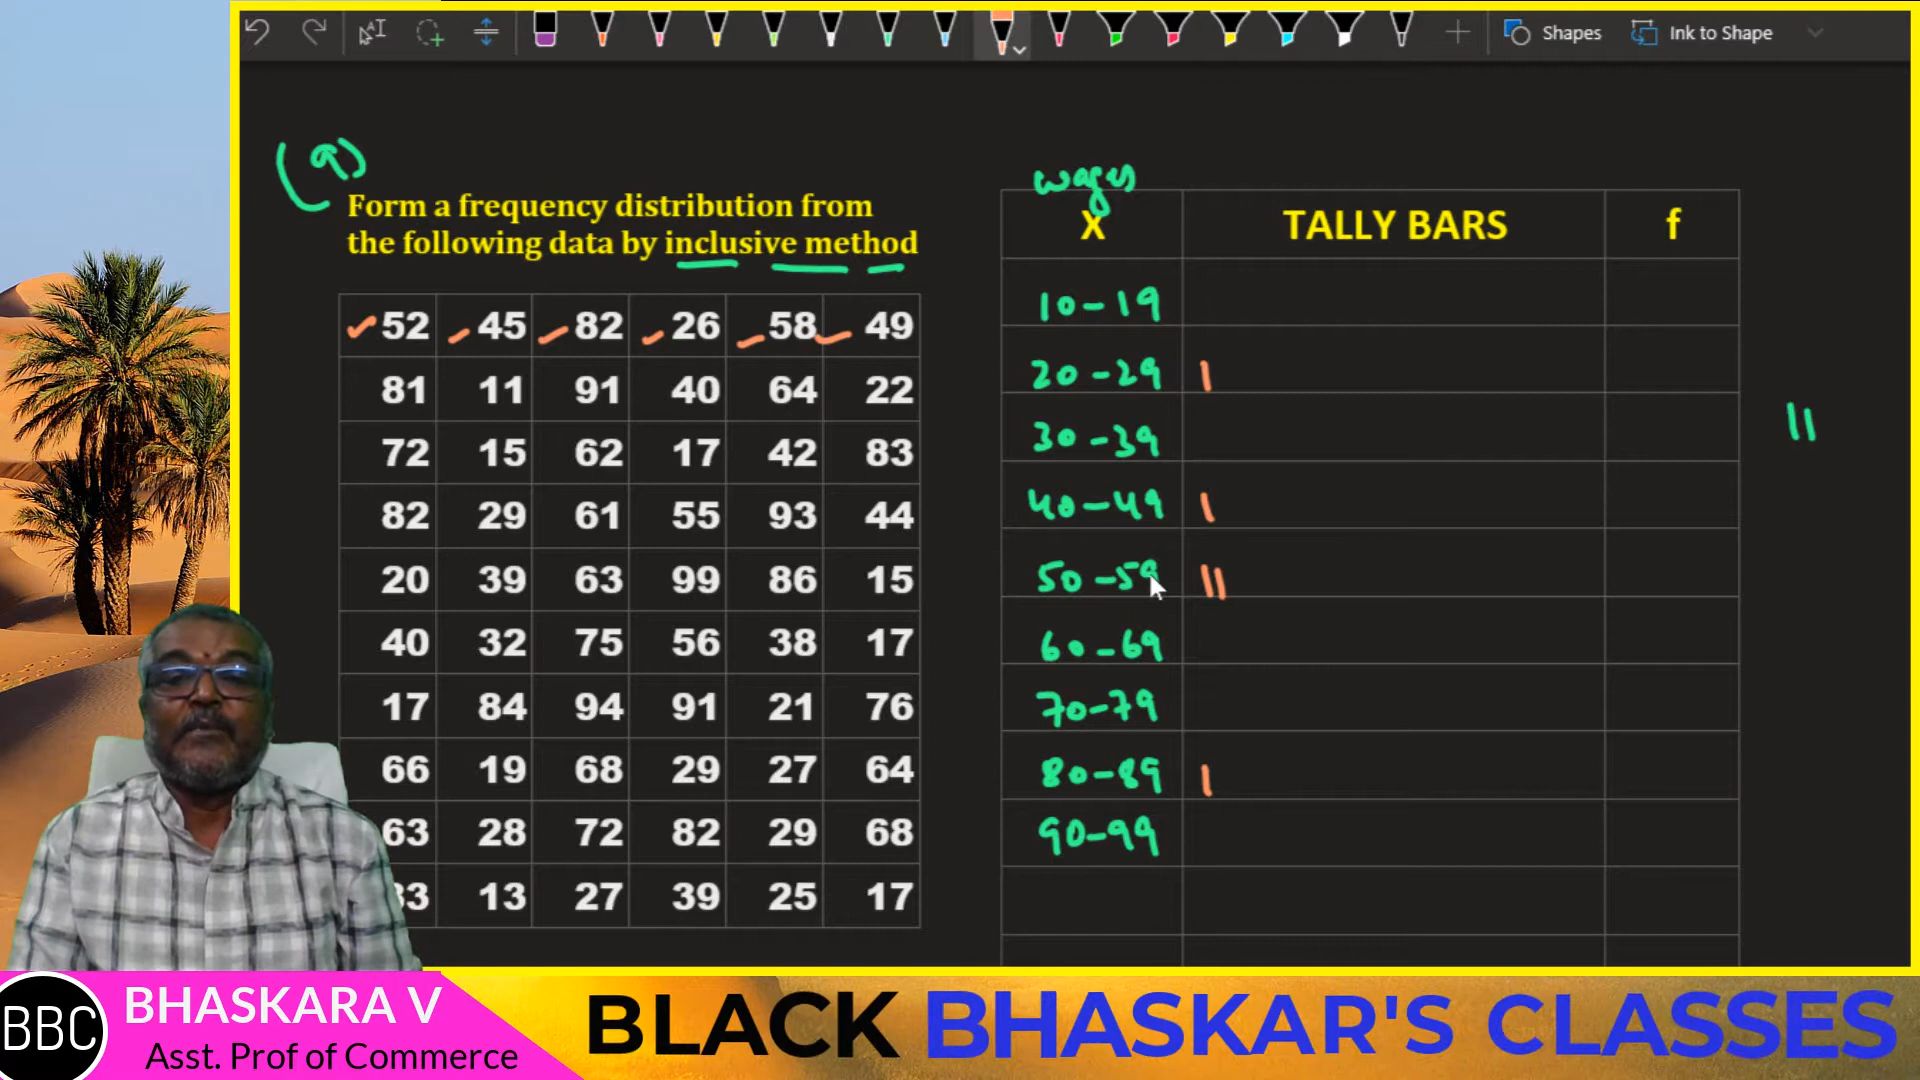 Shapes Ink to Shape
(9)
Form a frequency distribution from
the following data by inclusive method
52 45 82 26 58 49
81 11 91 40 64 22
72 15 62 17 42 83
82 29 61 55 93 44
20 39 63 99 86 15
40 32 75 56 38 17
17 84 94 91 21 76
66 19 68 29 27 64
63 28 72 82 29 68
33 13 27 39 25 17
wages
X TALLY BARS f
10-19
20-29 |
30-39
40-49 |
50-59 ||
60-69
70-79
80-89 |
90-99
||
BBC
BHASKARA V
Asst. Prof of Commerce
BLACK BHASKAR'S CLASSES